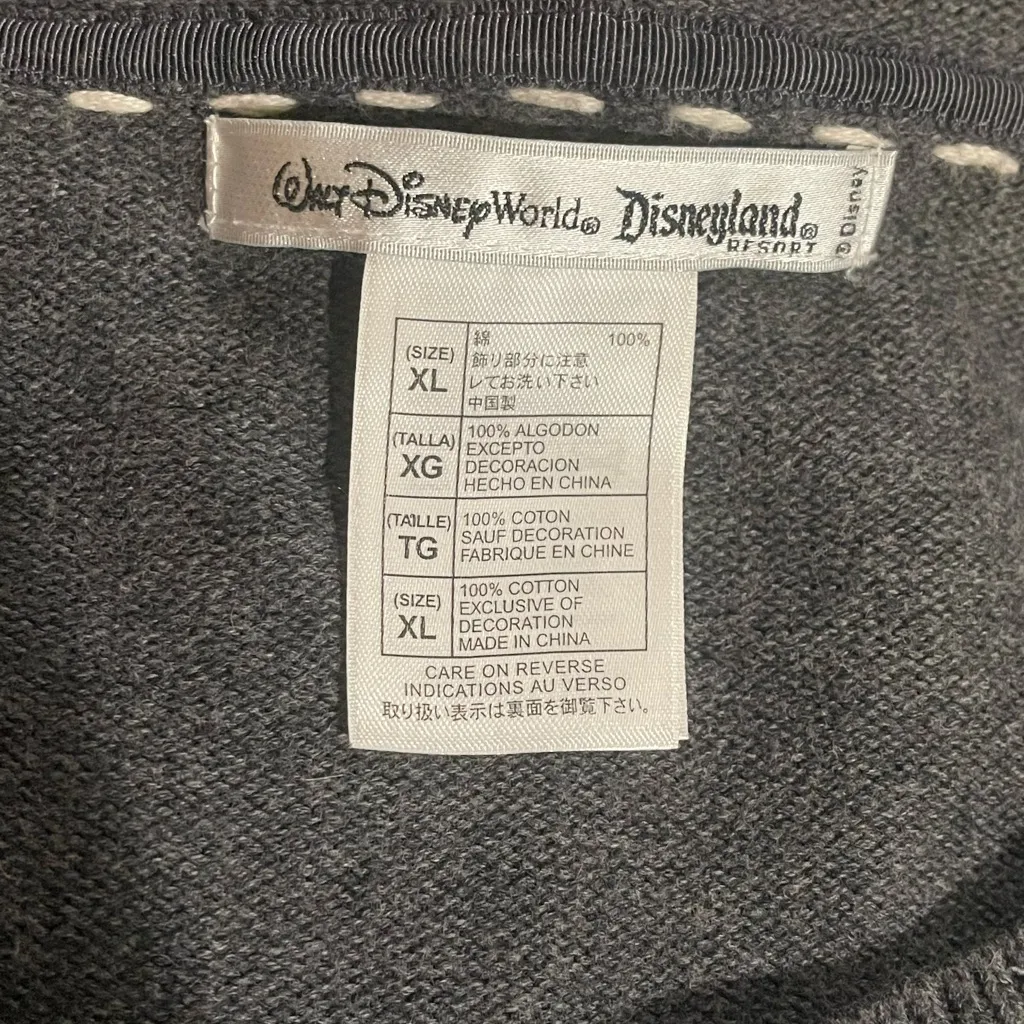 Walt Disney World® Disneyland®
RESORT
© Disney
(SIZE)
XL
綿 100%
飾り部分に注意
レてお洗い下さい
中国製
(TALLA)
XG
100% ALGODON
EXCEPTO
DECORACION
HECHO EN CHINA
(TAILLE)
TG
100% COTON
SAUF DECORATION
FABRIQUE EN CHINE
(SIZE)
XL
100% COTTON
EXCLUSIVE OF
DECORATION
MADE IN CHINA
CARE ON REVERSE
INDICATIONS AU VERSO
取り扱い表示は裏面を御覧下さい。